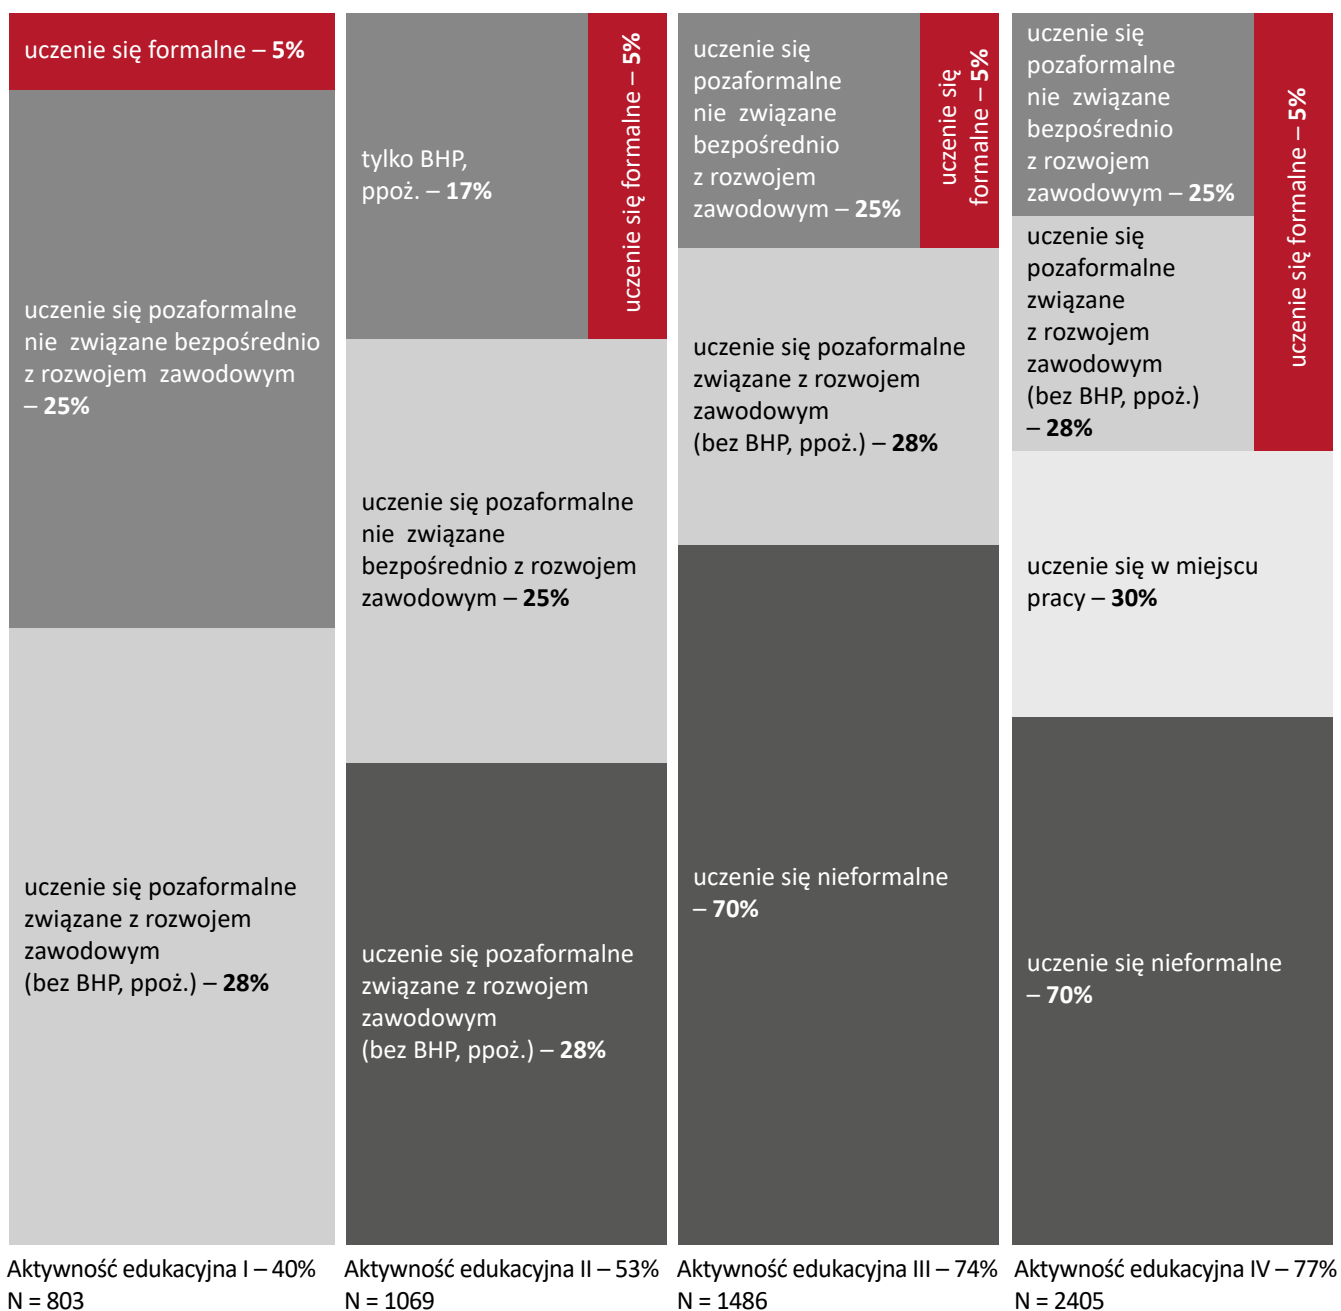 uczenie się formalne – 5%
uczenie się pozaformalne
nie związane bezpośrednio
z rozwojem zawodowym
– 25%
uczenie się pozaformalne
związane z rozwojem
zawodowym
(bez BHP, ppoż.) – 28%
Aktywność edukacyjna I – 40%
N = 803
tylko BHP,
ppoż. – 17%
uczenie się formalne – 5%
uczenie się pozaformalne
nie związane
bezpośrednio z rozwojem
zawodowym – 25%
uczenie się pozaformalne
związane z rozwojem
zawodowym
(bez BHP, ppoż.) – 28%
Aktywność edukacyjna II – 53%
N = 1069
uczenie się
pozaformalne
nie związane
bezpośrednio
z rozwojem
zawodowym – 25%
uczenie się
formalne – 5%
uczenie się pozaformalne
związane z rozwojem
zawodowym
(bez BHP, ppoż.) – 28%
uczenie się nieformalne
– 70%
Aktywność edukacyjna III – 74%
N = 1486
uczenie się
pozaformalne
nie związane
bezpośrednio
z rozwojem
zawodowym – 25%
uczenie się formalne – 5%
uczenie się
pozaformalne
związane
z rozwojem
zawodowym
(bez BHP, ppoż.)
– 28%
uczenie się w miejscu
pracy – 30%
uczenie się nieformalne
– 70%
Aktywność edukacyjna IV – 77%
N = 2405